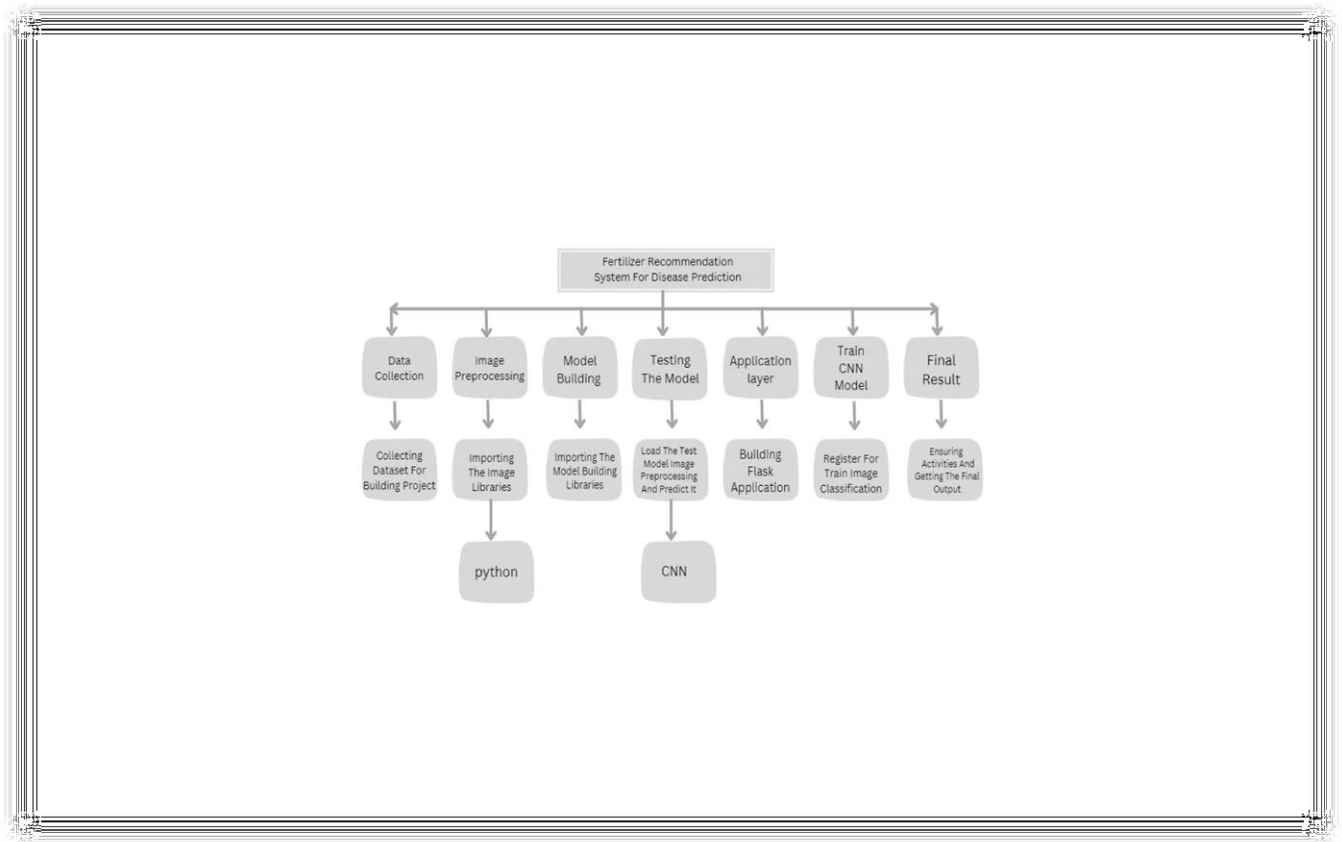 Fertilizer Recommendation
System For Disease Prediction
Data
Collection
Image
Preprocessing
Model
Building
Testing
The Model
Application
layer
Train
CNN
Model
Final
Result
Collecting
Dataset For
Building Project
Importing
The Image
Libraries
Importing The
Model Building
Libraries
Load The Test
Model Image
Preprocessing
And Predict It
Building
Flask
Application
Register For
Train Image
Classification
Ensuring
Activities And
Getting The Final
Output
python
CNN